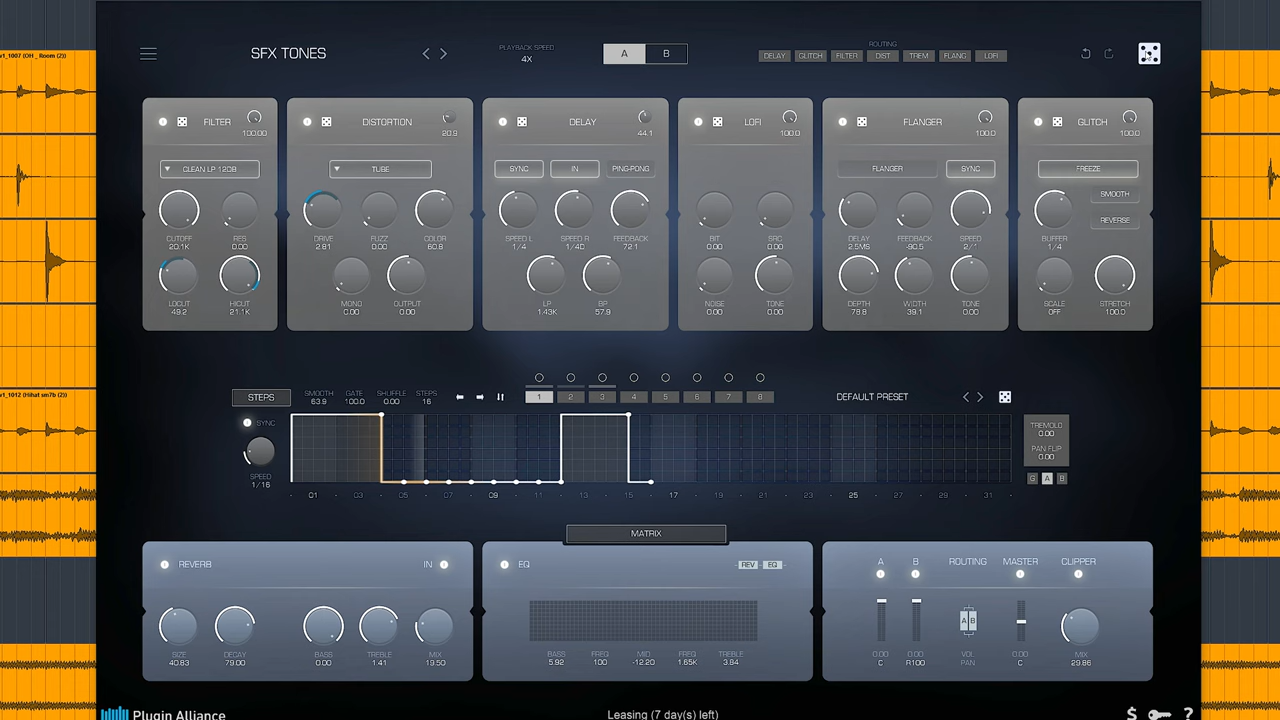 v1_1007 (OH _ Room (2))
SFX TONES
PLAYBACK SPEED
4X
A B
ROUTING
DELAY GLITCH FILTER DIST TREM FLANG LOFI
FILTER 100.00
CLEAN LP 12DB
CUTOFF RES
20.1K 0.00
LOCUT HICUT
49.2 21.1K
DISTORTION 20.9
TUBE
DRIVE FUZZ COLOR
2.81 0.00 60.8
MONO OUTPUT
0.00 0.00
DELAY 44.1
SYNC IN PING-PONG
SPEED L SPEED R FEEDBACK
1/4 1/4D 72.1
LP BP
1.43K 57.9
LOFI 100.0
BIT SRC
0.00 0.00
NOISE TONE
0.00 0.00
FLANGER 100.0
FLANGER SYNC
DELAY FEEDBACK SPEED
2.5MS -90.5 2/1
DEPTH WIDTH TONE
78.8 39.1 0.00
GLITCH 100.0
FREEZE
SMOOTH
REVERSE
BUFFER
1/4
SCALE STRETCH
OFF 100.0
v1_1012 (Hihat sm7b (2))
STEPS
SMOOTH GATE SHUFFLE STEPS
63.9 100.0 0.00 16
1 2 3 4 5 6 7 8
DEFAULT PRESET
SYNC
SPEED
1/16
TREMOLO
0.00
PAN FLIP
0.00
G A B
01 03 05 07 09 11 13 15 17 19 21 23 25 27 29 31
MATRIX
REVERB IN
SIZE DECAY BASS TREBLE MIX
40.83 79.00 0.00 1.41 19.50
EQ REV EQ
BASS FREQ MID FREQ TREBLE
5.92 100 -12.20 1.65K 3.84
A B ROUTING MASTER CLIPPER
A B
0.00 0.00 VOL 0.00 MIX
C R100 PAN C 29.86
Plugin Alliance
Leasing (7 day(s) left)
$ ?